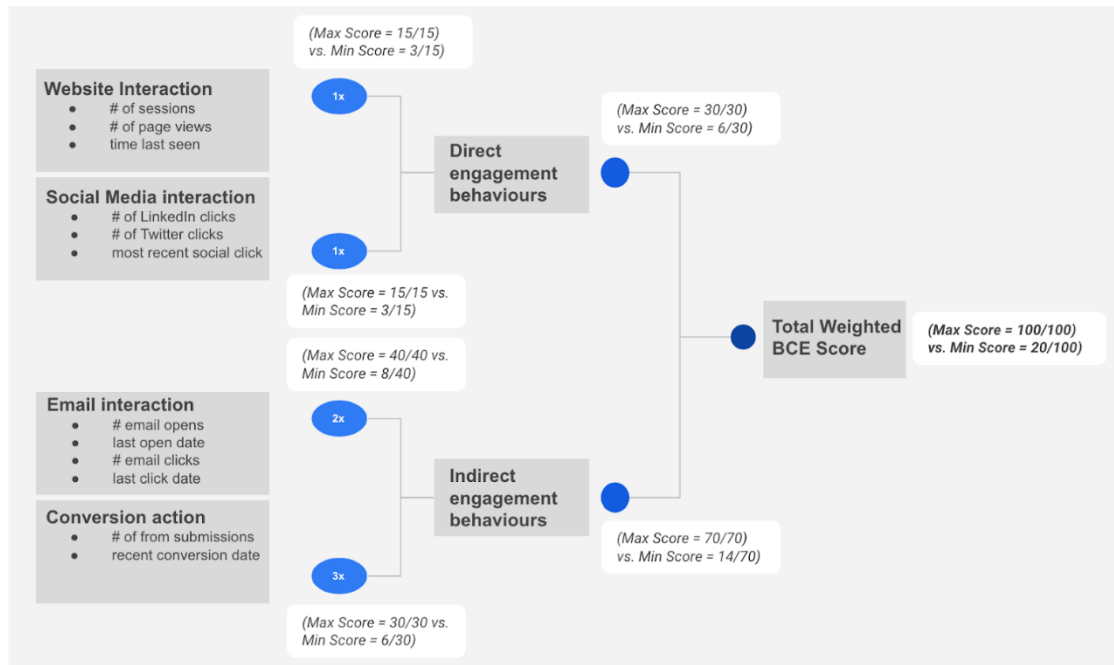 (Max Score = 15/15)
vs. Min Score = 3/15)
Website Interaction
● # of sessions
● # of page views
● time last seen
1x
(Max Score = 30/30)
vs. Min Score = 6/30)
Direct
engagement
behaviours
Social Media interaction
● # of LinkedIn clicks
● # of Twitter clicks
● most recent social click
1x
(Max Score = 15/15 vs.
Min Score = 3/15)
Total Weighted
BCE Score
(Max Score = 100/100)
vs. Min Score = 20/100)
(Max Score = 40/40 vs.
Min Score = 8/40)
Email interaction
● # email opens
● last open date
● # email clicks
● last click date
2x
Indirect
engagement
behaviours
Conversion action
● # of from submissions
● recent conversion date
(Max Score = 70/70)
vs. Min Score = 14/70)
3x
(Max Score = 30/30 vs.
Min Score = 6/30)